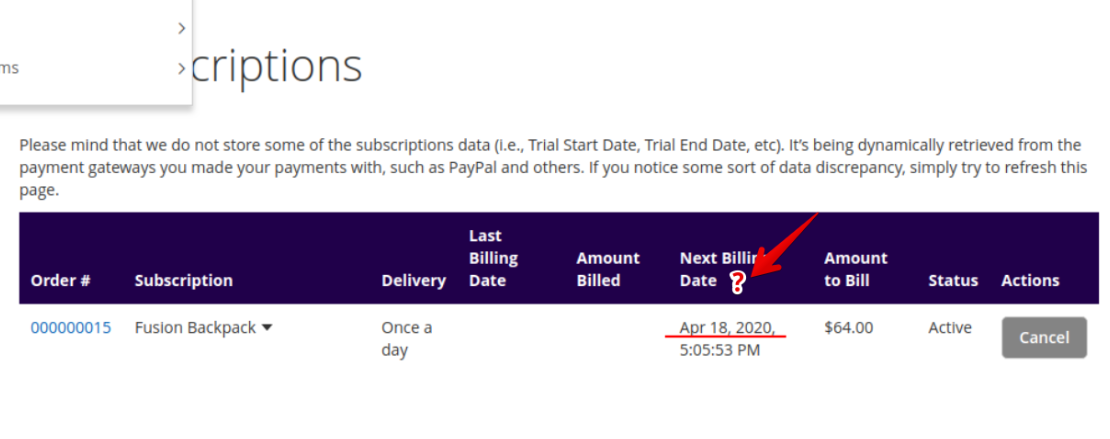 ms
criptions
Please mind that we do not store some of the subscriptions data (i.e., Trial Start Date, Trial End Date, etc). It's being dynamically retrieved from the
payment gateways you made your payments with, such as PayPal and others. If you notice some sort of data discrepancy, simply try to refresh this
page.
Order # Subscription Delivery Last Billing Date Amount Billed Next Billing Date ? Amount to Bill Status Actions
000000015 Fusion Backpack Once a day Apr 18, 2020, 5:05:53 PM $64.00 Active Cancel